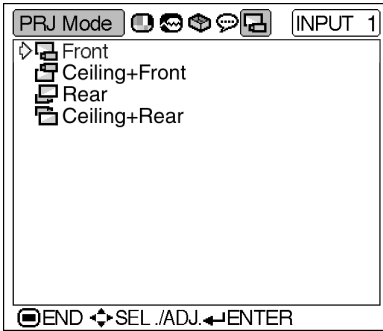 PRJ Mode INPUT 1
Front
Ceiling+Front
Rear
Ceiling+Rear
END SEL./ADJ. ENTER